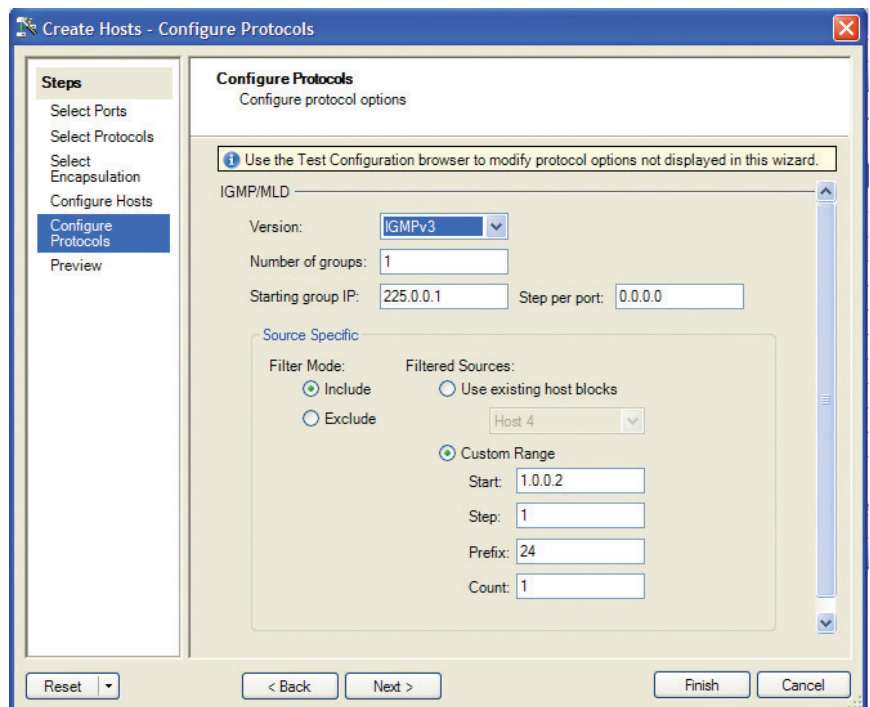 Create Hosts - Configure Protocols
Steps
Select Ports
Select Protocols
Select
Encapsulation
Configure Hosts
Configure
Protocols
Preview
Configure Protocols
Configure protocol options
Use the Test Configuration browser to modify protocol options not displayed in this wizard.
IGMP/MLD
Version: IGMPv3
Number of groups: 1
Starting group IP: 225.0.0.1 Step per port: 0.0.0.0
Source Specific
Filter Mode: Filtered Sources:
Include Use existing host blocks
Exclude Host 4
Custom Range
Start: 1.0.0.2
Step: 1
Prefix: 24
Count: 1
Reset < Back Next > Finish Cancel